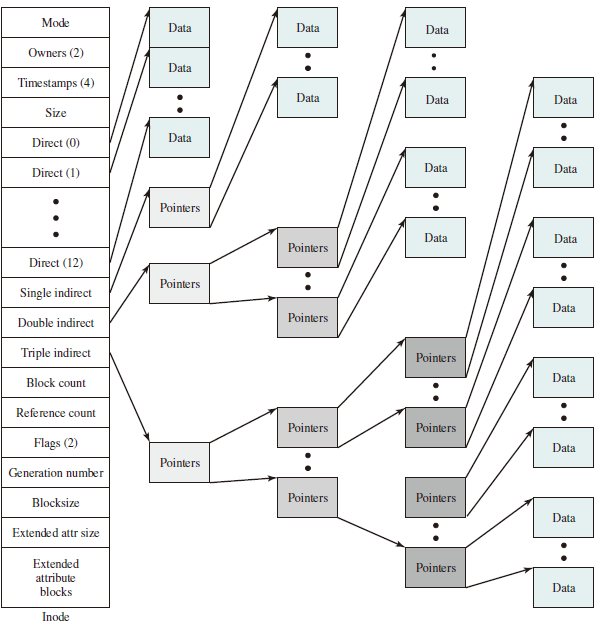 Mode
Owners (2)
Timestamps (4)
Size
Direct (0)
Direct (1)
Direct (12)
Single indirect
Double indirect
Triple indirect
Block count
Reference count
Flags (2)
Generation number
Blocksize
Extended attr size
Extended
attribute
blocks
Inode
Data
Data
Data
Pointers
Pointers
Pointers
Data
Data
Pointers
Pointers
Pointers
Pointers
Data
Data
Data
Data
Pointers
Pointers
Pointers
Pointers
Data
Data
Data
Data
Data
Data
Data
Data